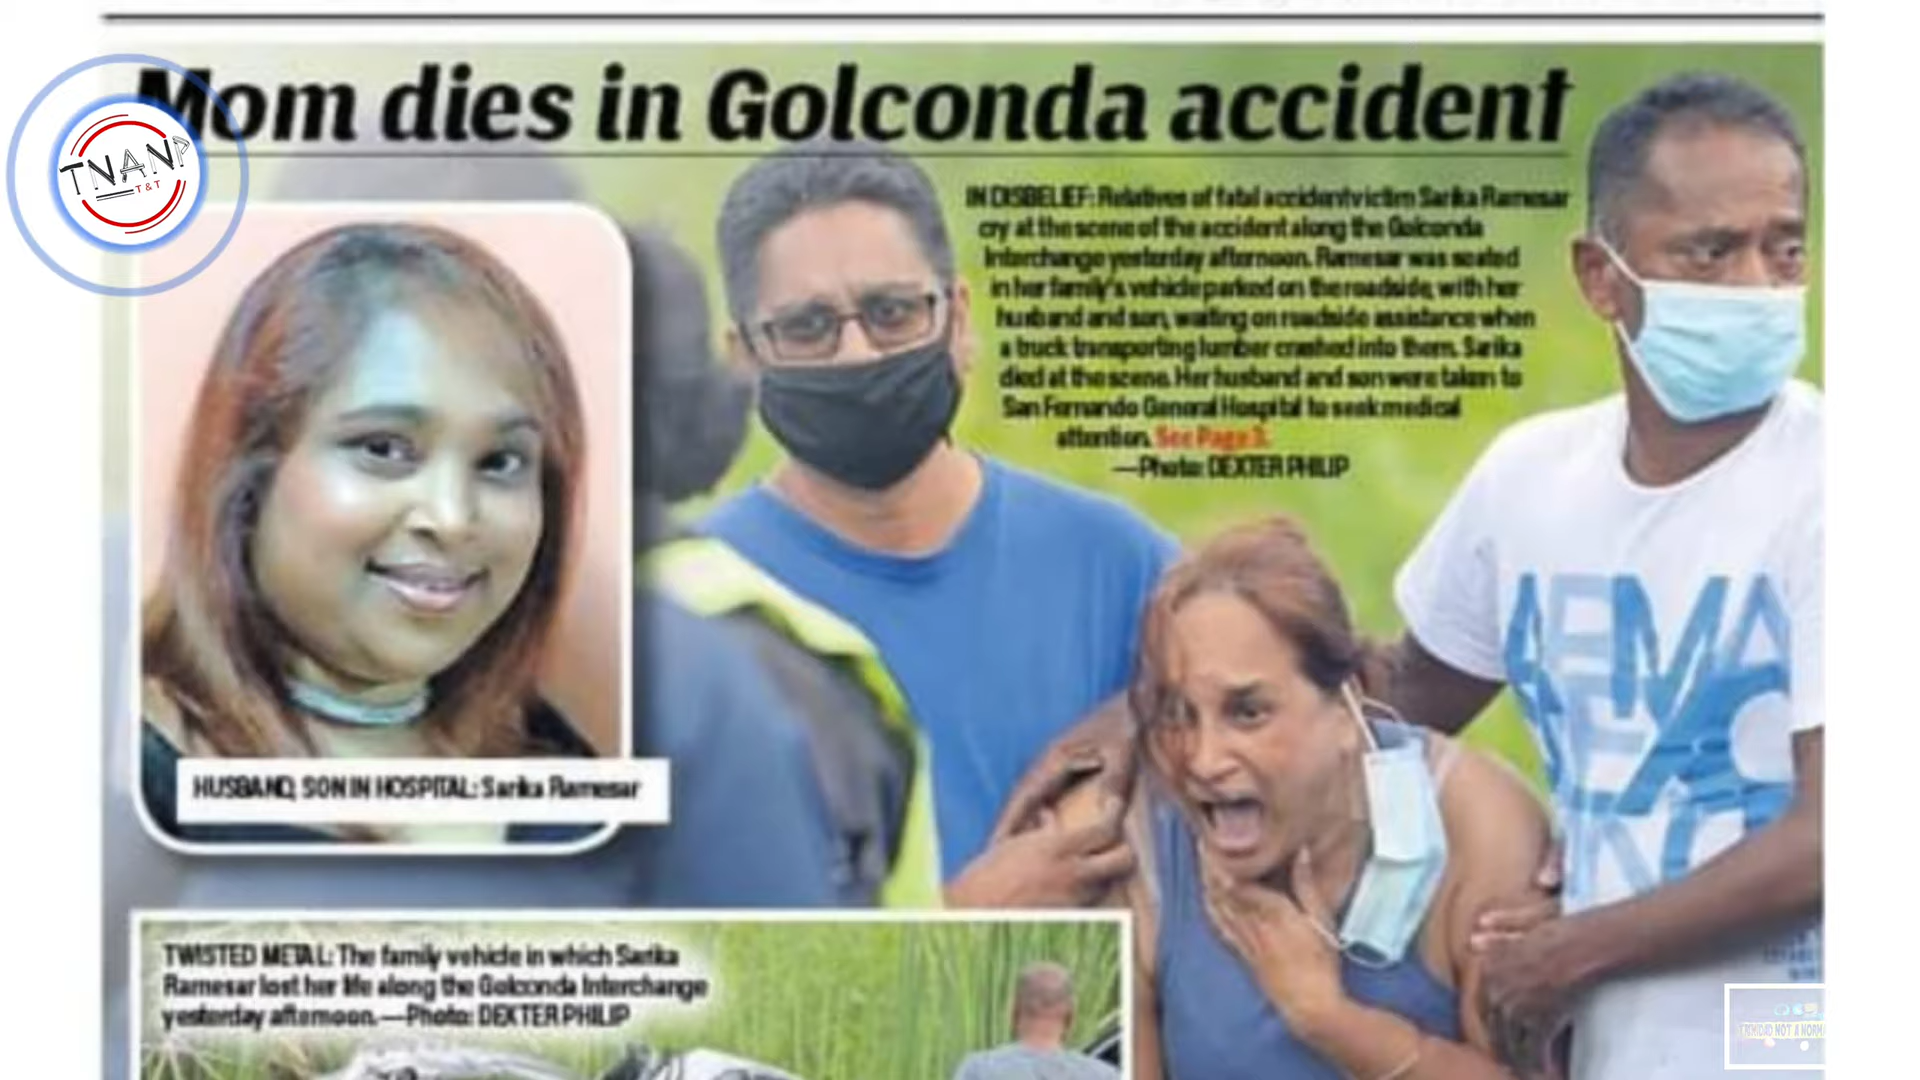 Mom dies in Golconda accident
TNANP
T&T
IN DISBELIEF: Relatives of fatal accident victim Sarika Ramesar
cry at the scene of the accident along the Golconda
Interchange yesterday afternoon. Ramesar was seated
in her family's vehicle parked on the roadside, with her
husband and son, waiting on roadside assistance when
a truck transporting lumber crashed into them. Sarika
died at the scene. Her husband and son were taken to
San Fernando General Hospital to seek medical
attention. See Page 3.
—Photo: DEXTER PHILIP
HUSBAND, SON IN HOSPITAL: Sarika Ramesar
TWISTED METAL: The family vehicle in which Sarika
Ramesar lost her life along the Golconda Interchange
yesterday afternoon.—Photo: DEXTER PHILIP
TRINIDAD NOT A NORMA